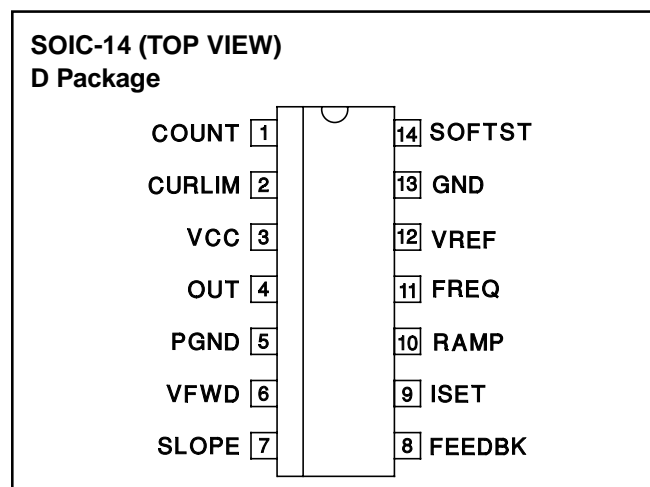 SOIC-14 (TOP VIEW)
D Package
COUNT 1 14 SOFTST
CURLIM 2 13 GND
VCC 3 12 VREF
OUT 4 11 FREQ
PGND 5 10 RAMP
VFWD 6 9 ISET
SLOPE 7 8 FEEDBK